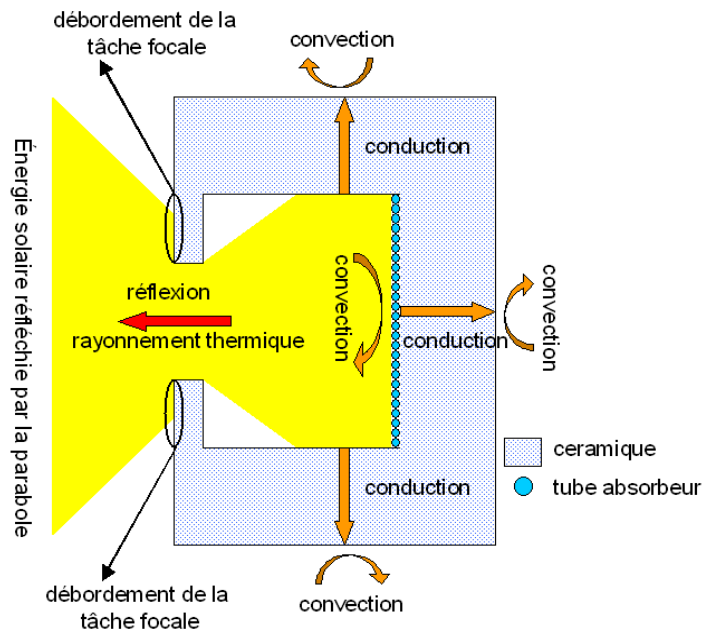 débordement de la
tâche focale
convection
conduction
Énergie solaire réfléchie par la parabole
réflexion
rayonnement thermique
convection
conduction
convection
ceramique
tube absorbeur
conduction
débordement de la
tâche focale
convection